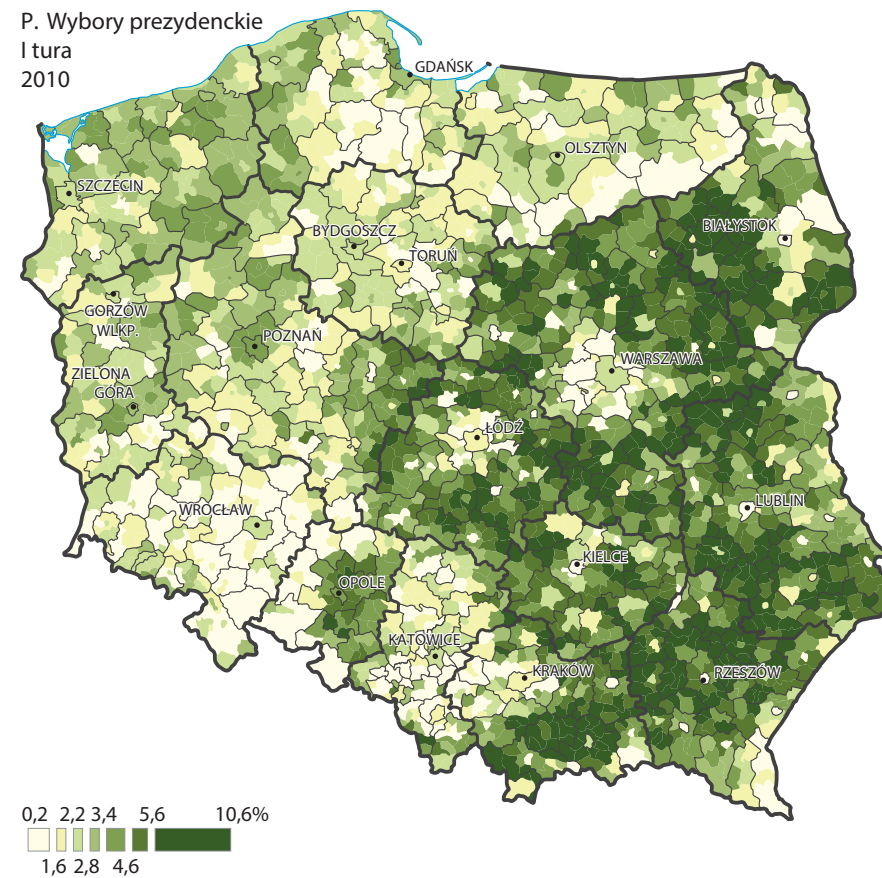 P. Wybory prezydenckie
I tura
2010
GDAŃSK
OLSZTYN
SZCZECIN
BIAŁYSTOK
BYDGOSZCZ
TORUŃ
GORZÓW
WLKP.
POZNAŃ
WARSZAWA
ZIELONA
GÓRA
ŁÓDŹ
LUBLIN
WROCŁAW
KIELCE
OPOLE
KATOWICE
KRAKÓW
RZESZÓW
0,2 2,2 3,4 5,6 10,6%
1,6 2,8 4,6